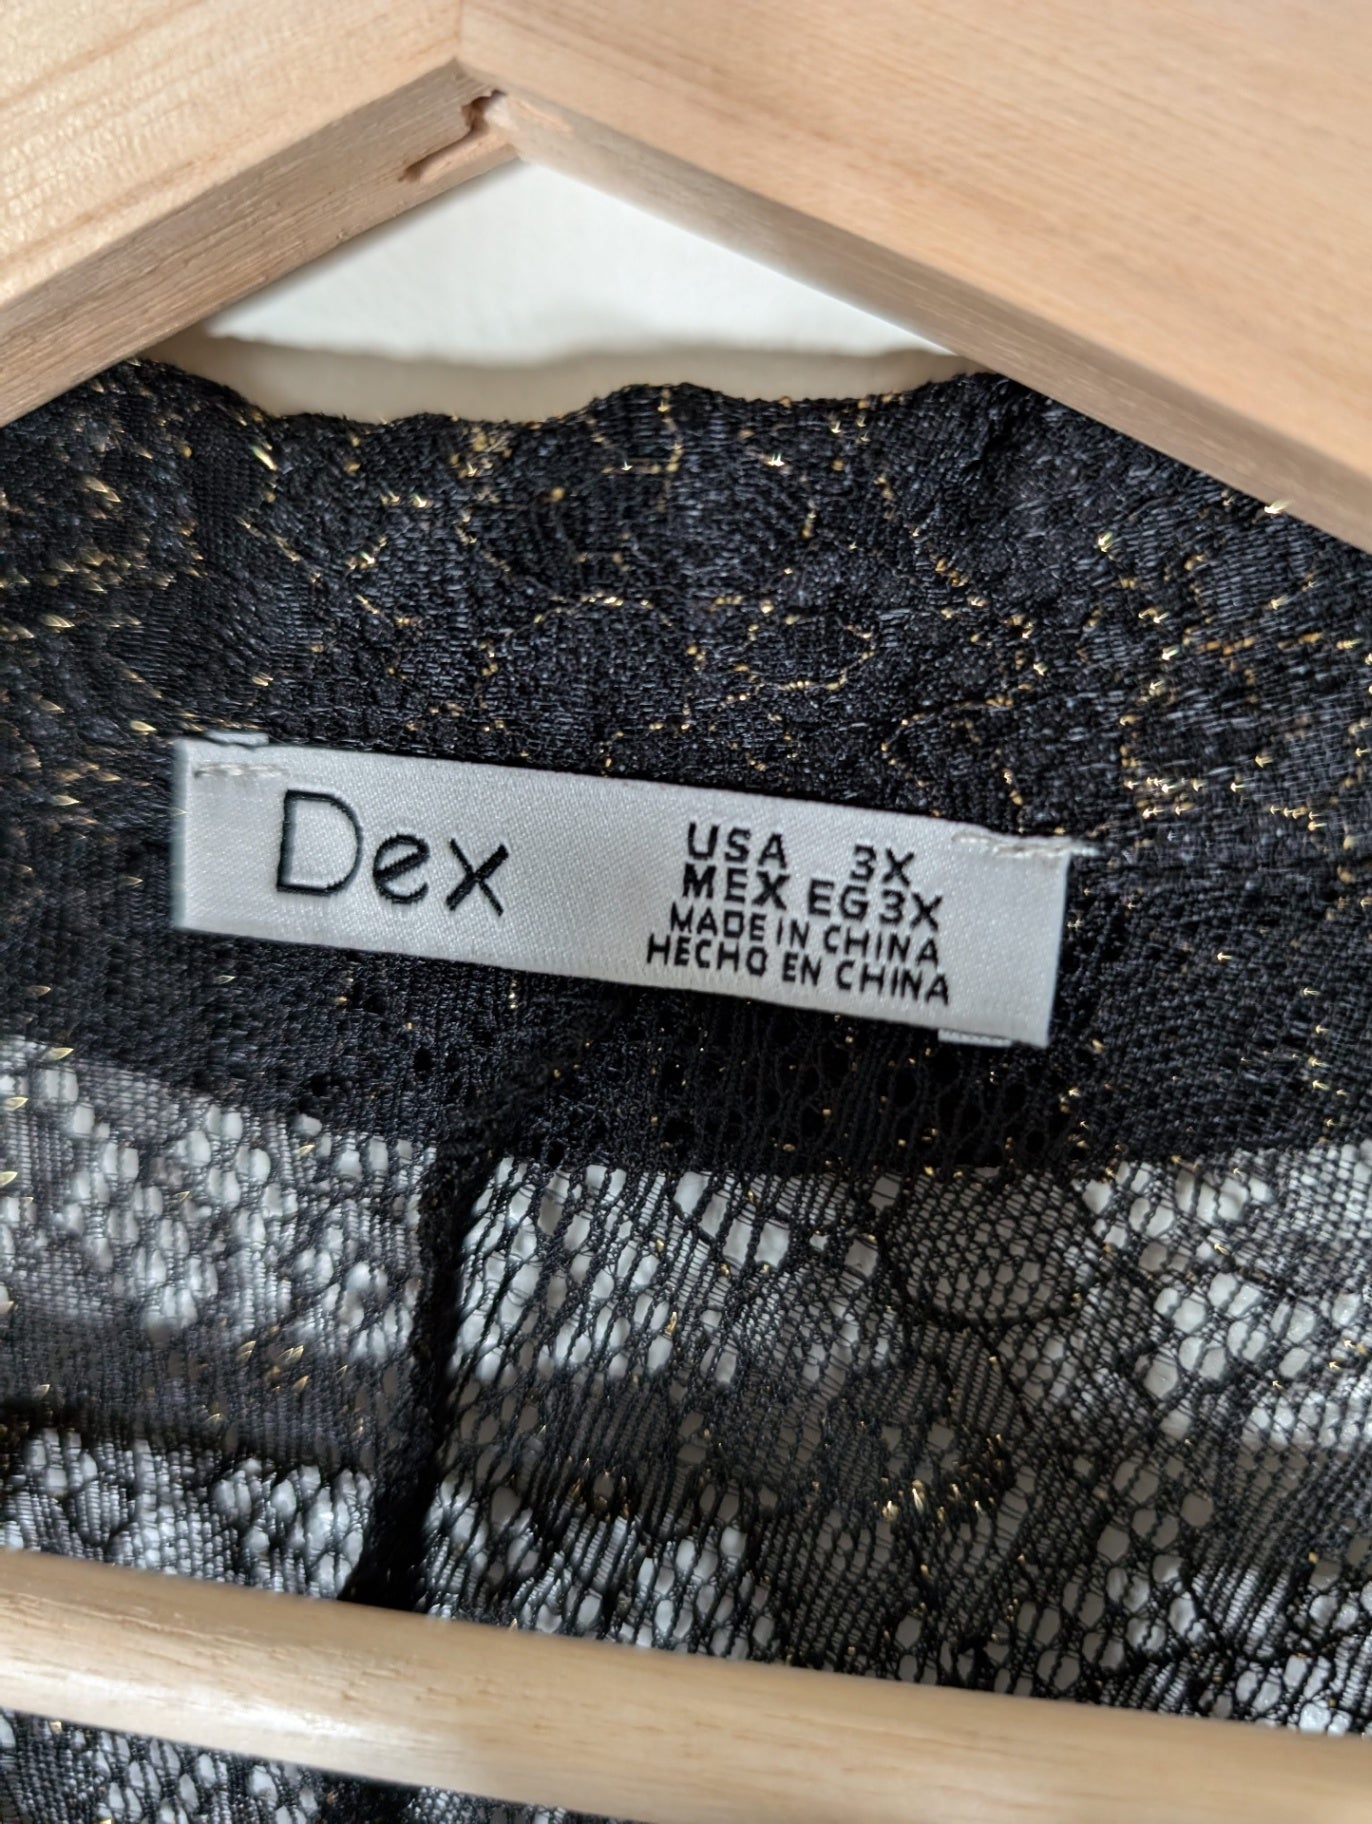 Dex
USA 3X
MEX EG3X
MADE IN CHINA
HECHO EN CHINA